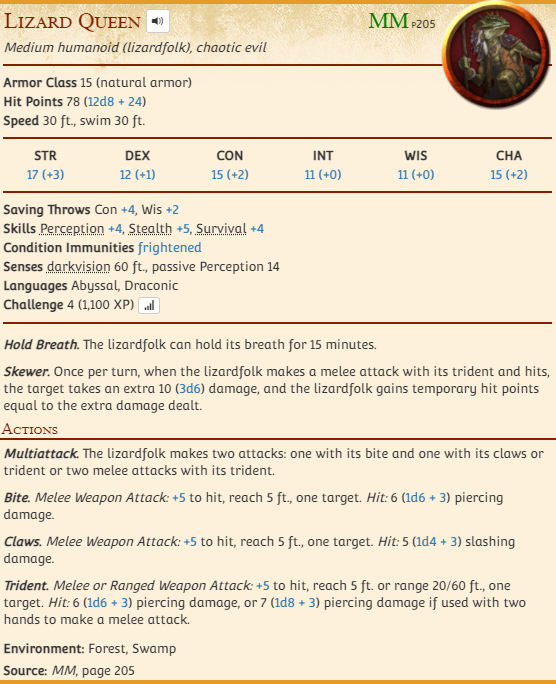 Lizard Queen MM P205
Medium humanoid (lizardfolk), chaotic evil
Armor Class 15 (natural armor)
Hit Points 78 (12d8 + 24)
Speed 30 ft., swim 30 ft.
STR DEX CON INT WIS CHA
17 (+3) 12 (+1) 15 (+2) 11 (+0) 11 (+0) 15 (+2)
Saving Throws Con +4, Wis +2
Skills Perception +4, Stealth +5, Survival +4
Condition Immunities frightened
Senses darkvision 60 ft., passive Perception 14
Languages Abyssal, Draconic
Challenge 4 (1,100 XP)
Hold Breath. The lizardfolk can hold its breath for 15 minutes.
Skewer. Once per turn, when the lizardfolk makes a melee attack with its trident and hits,
the target takes an extra 10 (3d6) damage, and the lizardfolk gains temporary hit points
equal to the extra damage dealt.
Actions
Multiattack. The lizardfolk makes two attacks: one with its bite and one with its claws or
trident or two melee attacks with its trident.
Bite. Melee Weapon Attack: +5 to hit, reach 5 ft., one target. Hit: 6 (1d6 + 3) piercing
damage.
Claws. Melee Weapon Attack: +5 to hit, reach 5 ft., one target. Hit: 5 (1d4 + 3) slashing
damage.
Trident. Melee or Ranged Weapon Attack: +5 to hit, reach 5 ft. or range 20/60 ft., one
target. Hit: 6 (1d6 + 3) piercing damage, or 7 (1d8 + 3) piercing damage if used with two
hands to make a melee attack.
Environment: Forest, Swamp
Source: MM, page 205